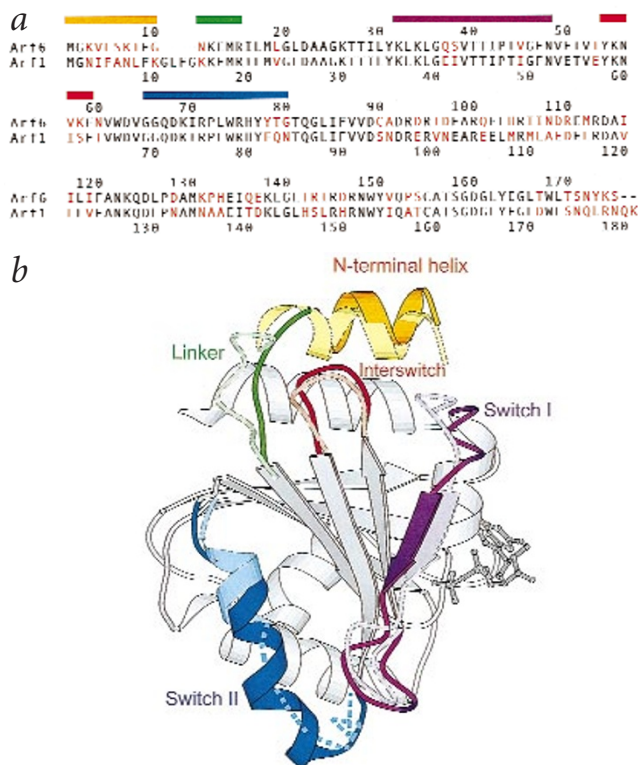 a
10 20 30 40 50
Arf6 MGKVLSKIFG NKEMRILMLGLDAAGKTTILYKLKLGQSVTTIPTVGFNVETVTYKN
Arf1 MGNIFANLFKGLFGKKEMRILMVGLDAAGKTTILYKLKLGEIVTTIPTIGFNVETVEYKN
10 20 30 40 50 60
60 70 80 90 100 110
Arf6 VKFNVWDVGGQDKIRPLWRHYYTGTQGLIFVVDCADRDRIDEARQELHRIINDREMRDAI
Arf1 ISFTVWDVGGQDKIRPLWRHYFQNTQGLIFVVDSNDRERVNEAREELMRMLAEDELRDAV
70 80 90 100 110 120
120 130 140 150 160 170
Arf6 ILIFANKQDLPDAMKPHEIQEKLGLTRIRDRNWYVQPSCATSGDGLYEGLTWLTSNYKS--
Arf1 LLVFANKQDLPNAMNAAEITDKLGLHSLRHRNWYIQATCATSGDGLYEGLDWLSNQLRNQK
130 140 150 160 170 180
b
N-terminal helix
Linker
Interswitch
Switch I
Switch II